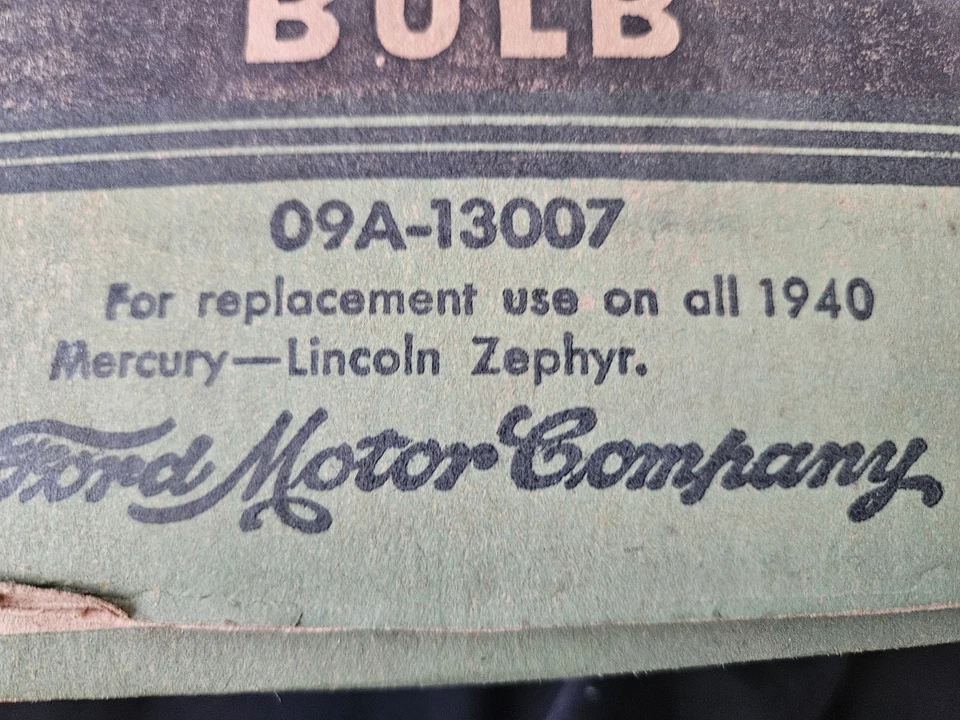 BULB
09A-13007
For replacement use on all 1940
Mercury—Lincoln Zephyr.
Ford Motor Company